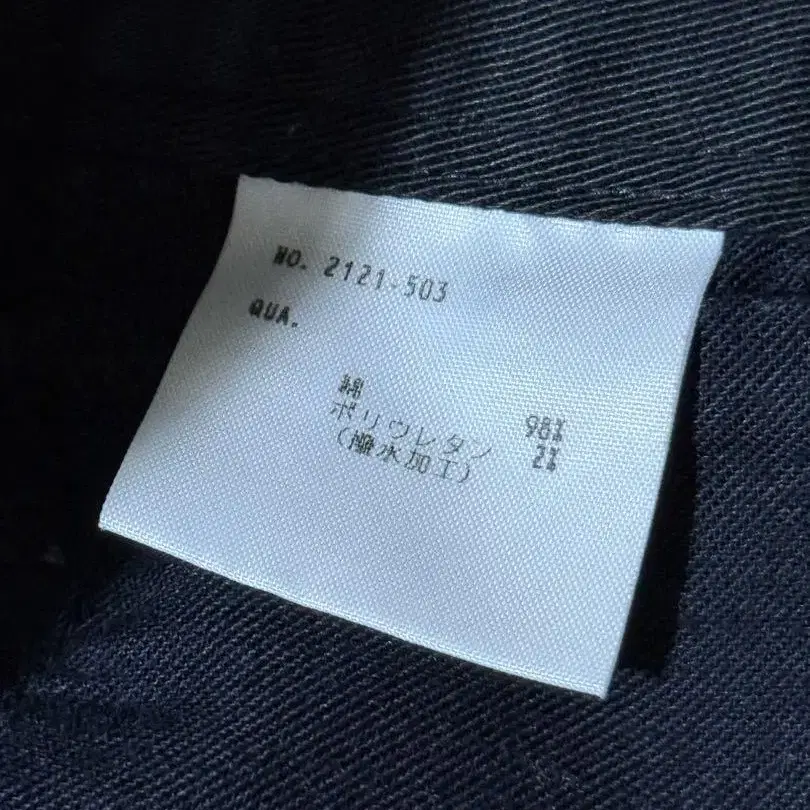 NO. 2121-503
QUA.
綿 98%
ポリウレタン 2%
(撥水加工)